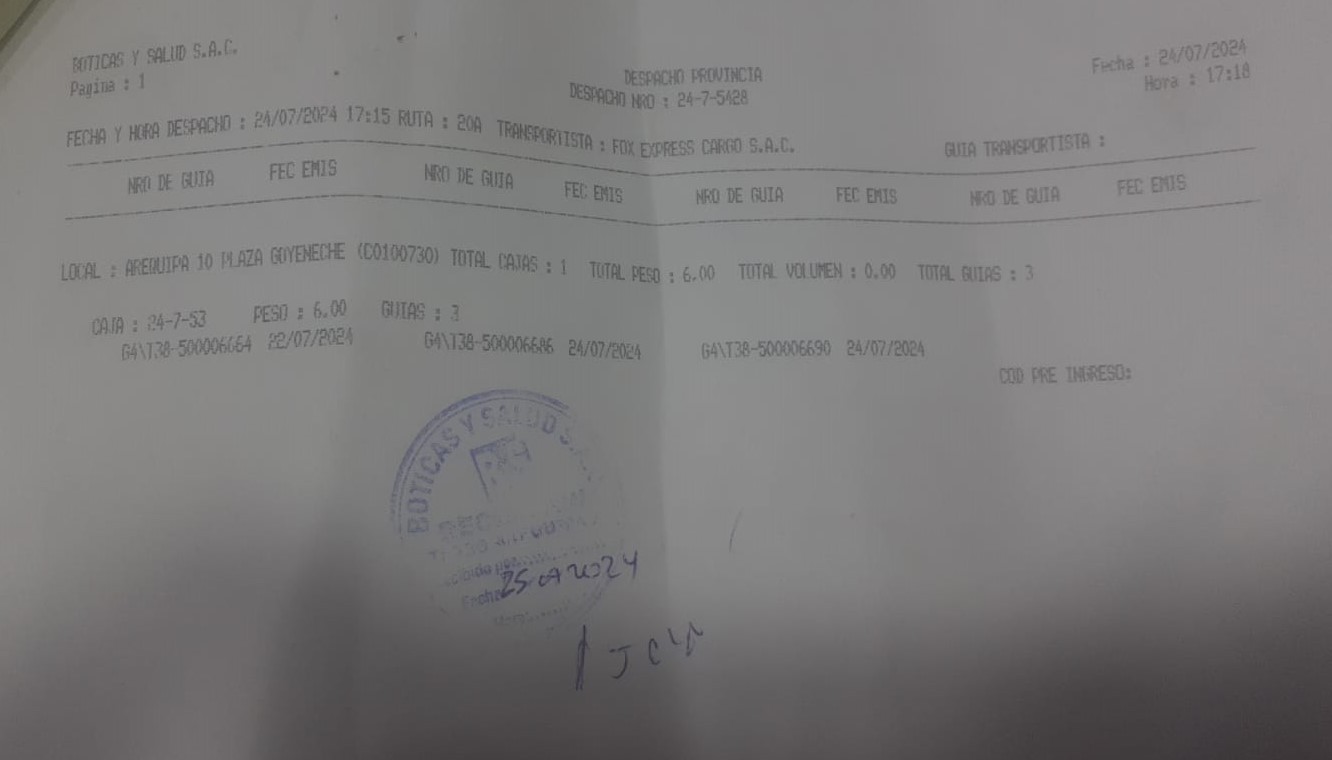 BOTICAS Y SALUD S.A.C.
Pagina : 1
DESPACHO PROVINCIA
DESPACHO NRO : 24-7-5428
Fecha : 24/07/2024
Hora : 17:18
FECHA Y HORA DESPACHO : 24/07/2024 17:15 RUTA : 20A TRANSPORTISTA : FOX EXPRESS CARGO S.A.C. GUIA TRANSPORTISTA :
NRO DE GUIA FEC EMIS NRO DE GUIA FEC EMIS NRO DE GUIA FEC EMIS NRO DE GUIA FEC EMIS
LOCAL : AREQUIPA 10 PLAZA GOYENECHE (CO100730) TOTAL CAJAS : 1 TOTAL PESO : 6.00 TOTAL VOLUMEN : 0.00 TOTAL GUIAS : 3
CAJA : 24-7-53 PESO : 6.00 GUIAS : 3
G4\T38-500006664 22/07/2024 G4\T38-500006686 24/07/2024 G4\T38-500006690 24/07/2024
COD PRE INGRESO:
BOTICAS Y SALUD
Fecha